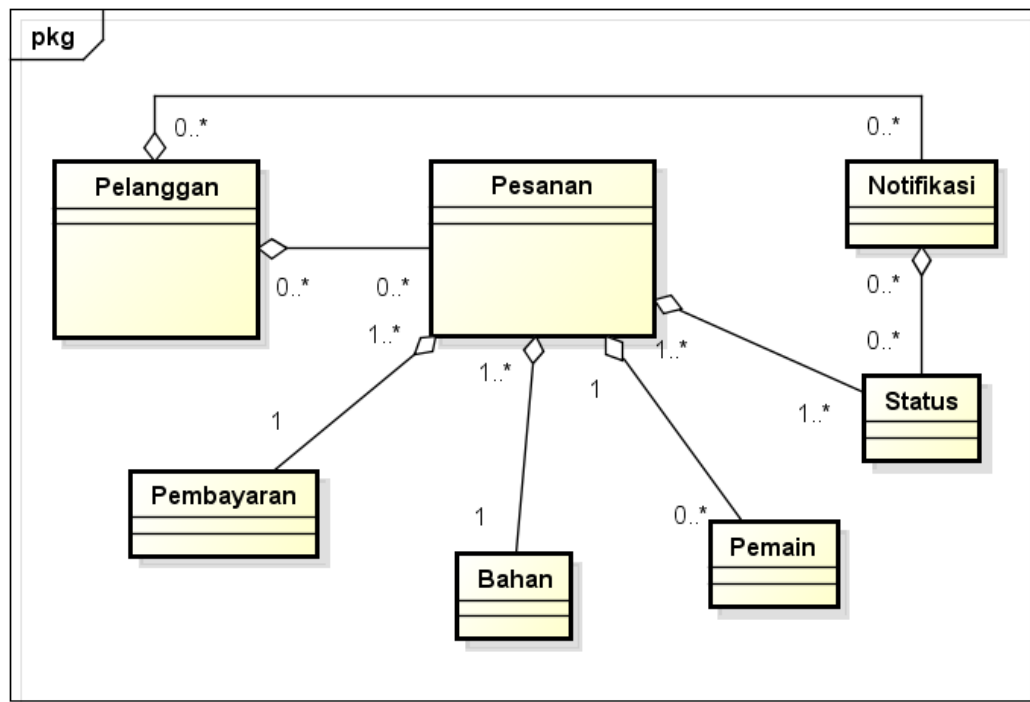 pkg
0..*
0..*
Pelanggan
Pesanan
Notifikasi
0..*
0..*
0..*
1..*
1..*
1..*
1
0..*
1
1..*
Status
Pembayaran
1
0..*
Bahan
Pemain